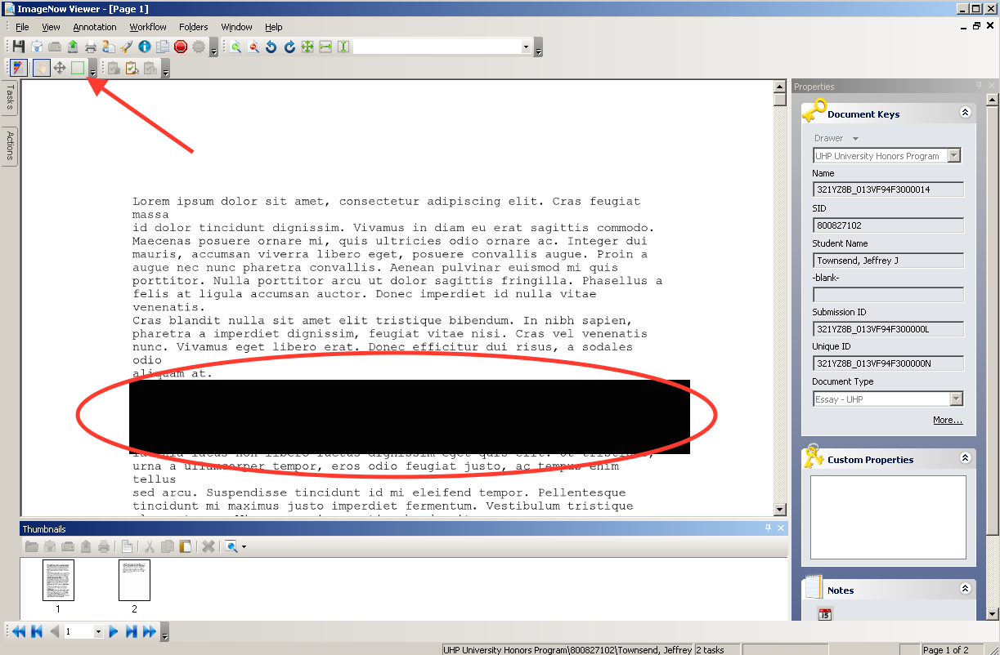 ImageNow Viewer - [Page 1]
File View Annotation Workflow Folders Window Help
Tasks
Actions
Lorem ipsum dolor sit amet, consectetur adipiscing elit. Cras feugiat
massa
id dolor tincidunt dignissim. Vivamus in diam eu erat sagittis commodo.
Maecenas posuere ornare mi, quis ultricies odio ornare ac. Integer dui
mauris, accumsan viverra libero eget, posuere convallis augue. Proin a
augue nec nunc pharetra convallis. Aenean pulvinar euismod mi quis
porttitor. Nulla porttitor arcu ut dolor sagittis fringilla. Phasellus a
felis at ligula accumsan auctor. Donec imperdiet id nulla vitae
venenatis.
Cras blandit nulla sit amet elit tristique bibendum. In nibh sapien,
pharetra a imperdiet dignissim, feugiat vitae nisi. Cras vel venenatis
nunc. Vivamus eget libero erat. Donec efficitur dui risus, a sodales
odio
aliquam at.
urna a ullamcorper tempor, eros odio feugiat justo, ac tempus enim
tellus
sed arcu. Suspendisse tincidunt id mi eleifend tempor. Pellentesque
tincidunt mi maximus justo imperdiet fermentum. Vestibulum tristique
Properties
Document Keys
Drawer
UHP University Honors Program
Name
321YZ8B_013VF94F3000014
SID
800827102
Student Name
Townsend, Jeffrey J
-blank-
Submission ID
321YZ8B_013VF94F300000L
Unique ID
321YZ8B_013VF94F300000N
Document Type
Essay - UHP
More...
Custom Properties
Notes
15
Thumbnails
1
2
1
UHP University Honors Program\800827102\Townsend, Jeffrey
2 tasks
Page 1 of 2